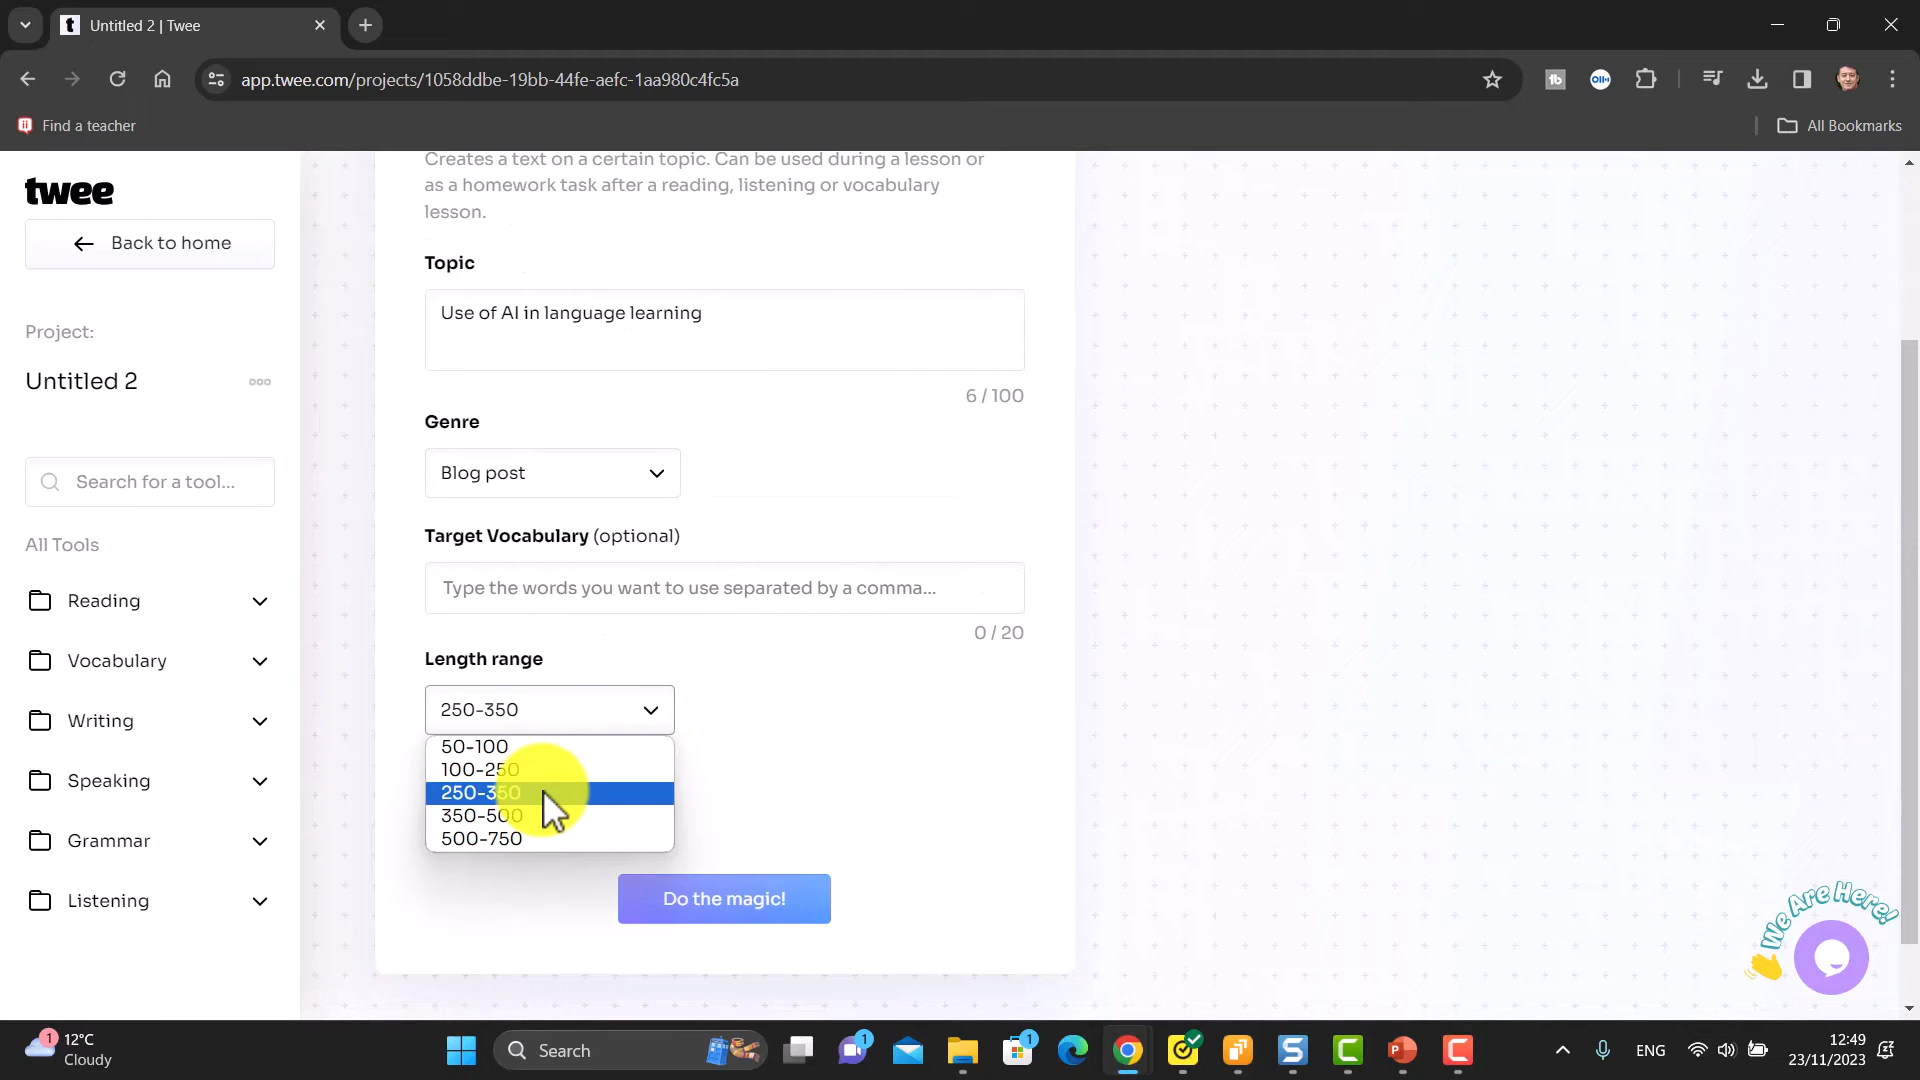 Untitled 2 | Twee
app.twee.com/projects/1058ddbe-19bb-44fe-aefc-1aa980c4fc5a
Find a teacher
All Bookmarks
twee
Back to home
Project:
Untitled 2
Search for a tool...
All Tools
Reading
Vocabulary
Writing
Speaking
Grammar
Listening
Creates a text on a certain topic. Can be used during a lesson or
as a homework task after a reading, listening or vocabulary
lesson.
Topic
Use of AI in language learning
6 / 100
Genre
Blog post
Target Vocabulary (optional)
Type the words you want to use separated by a comma...
0 / 20
Length range
250-350
50-100
100-250
250-350
350-500
500-750
Do the magic!
We Are Here!
1
12°C
Cloudy
Search
1
1
ENG
12:49
23/11/2023